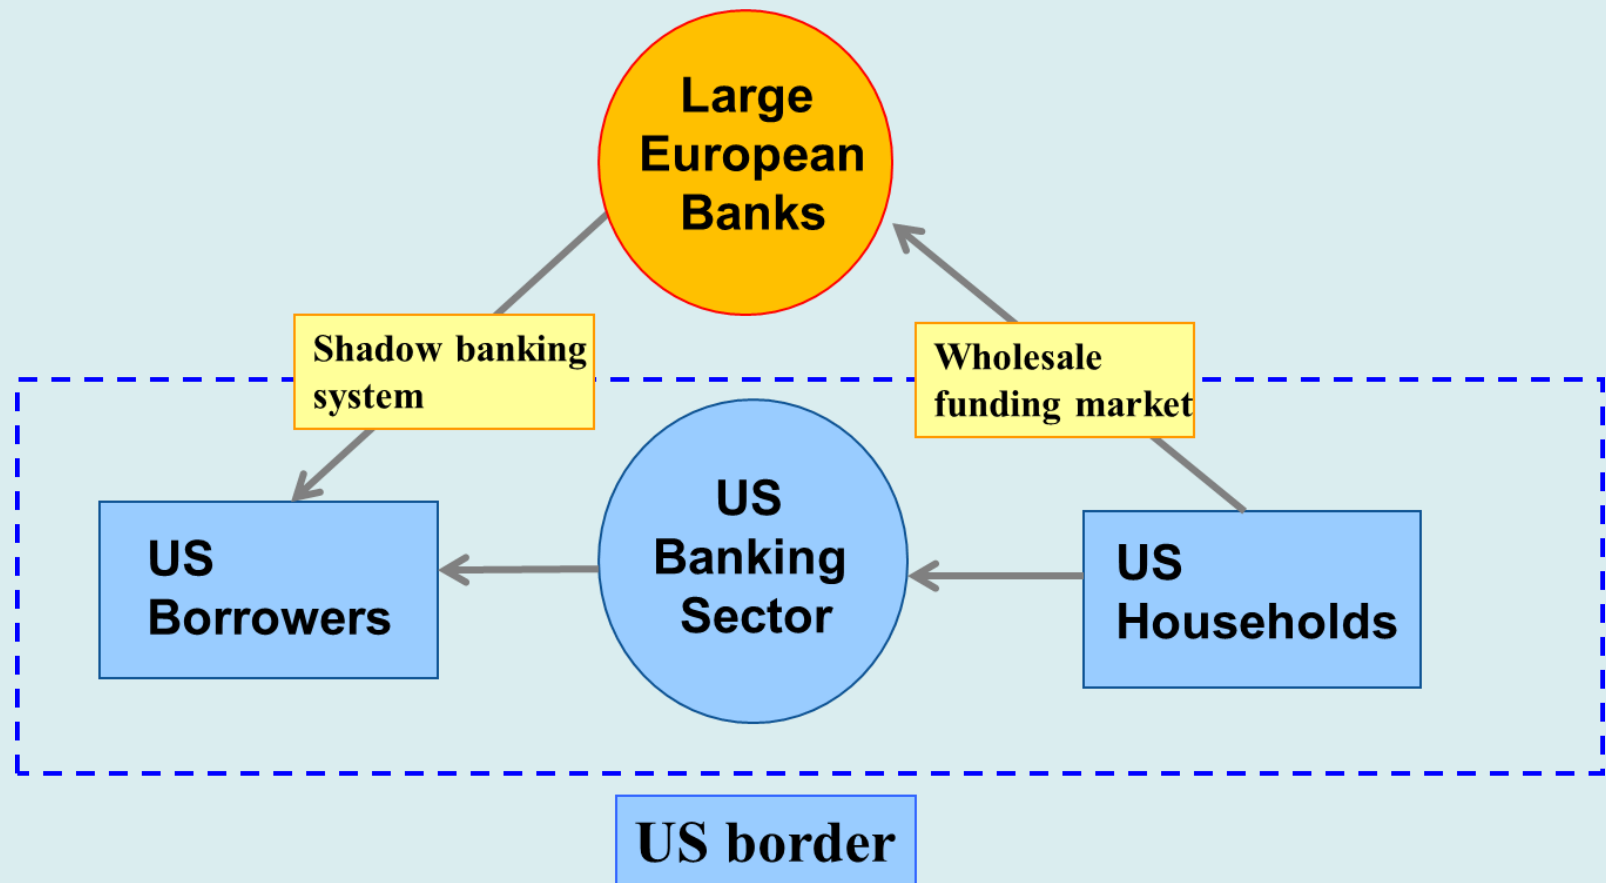 Large
European
Banks
Shadow banking
system
Wholesale
funding market
US
Borrowers
US
Banking
Sector
US
Households
US border